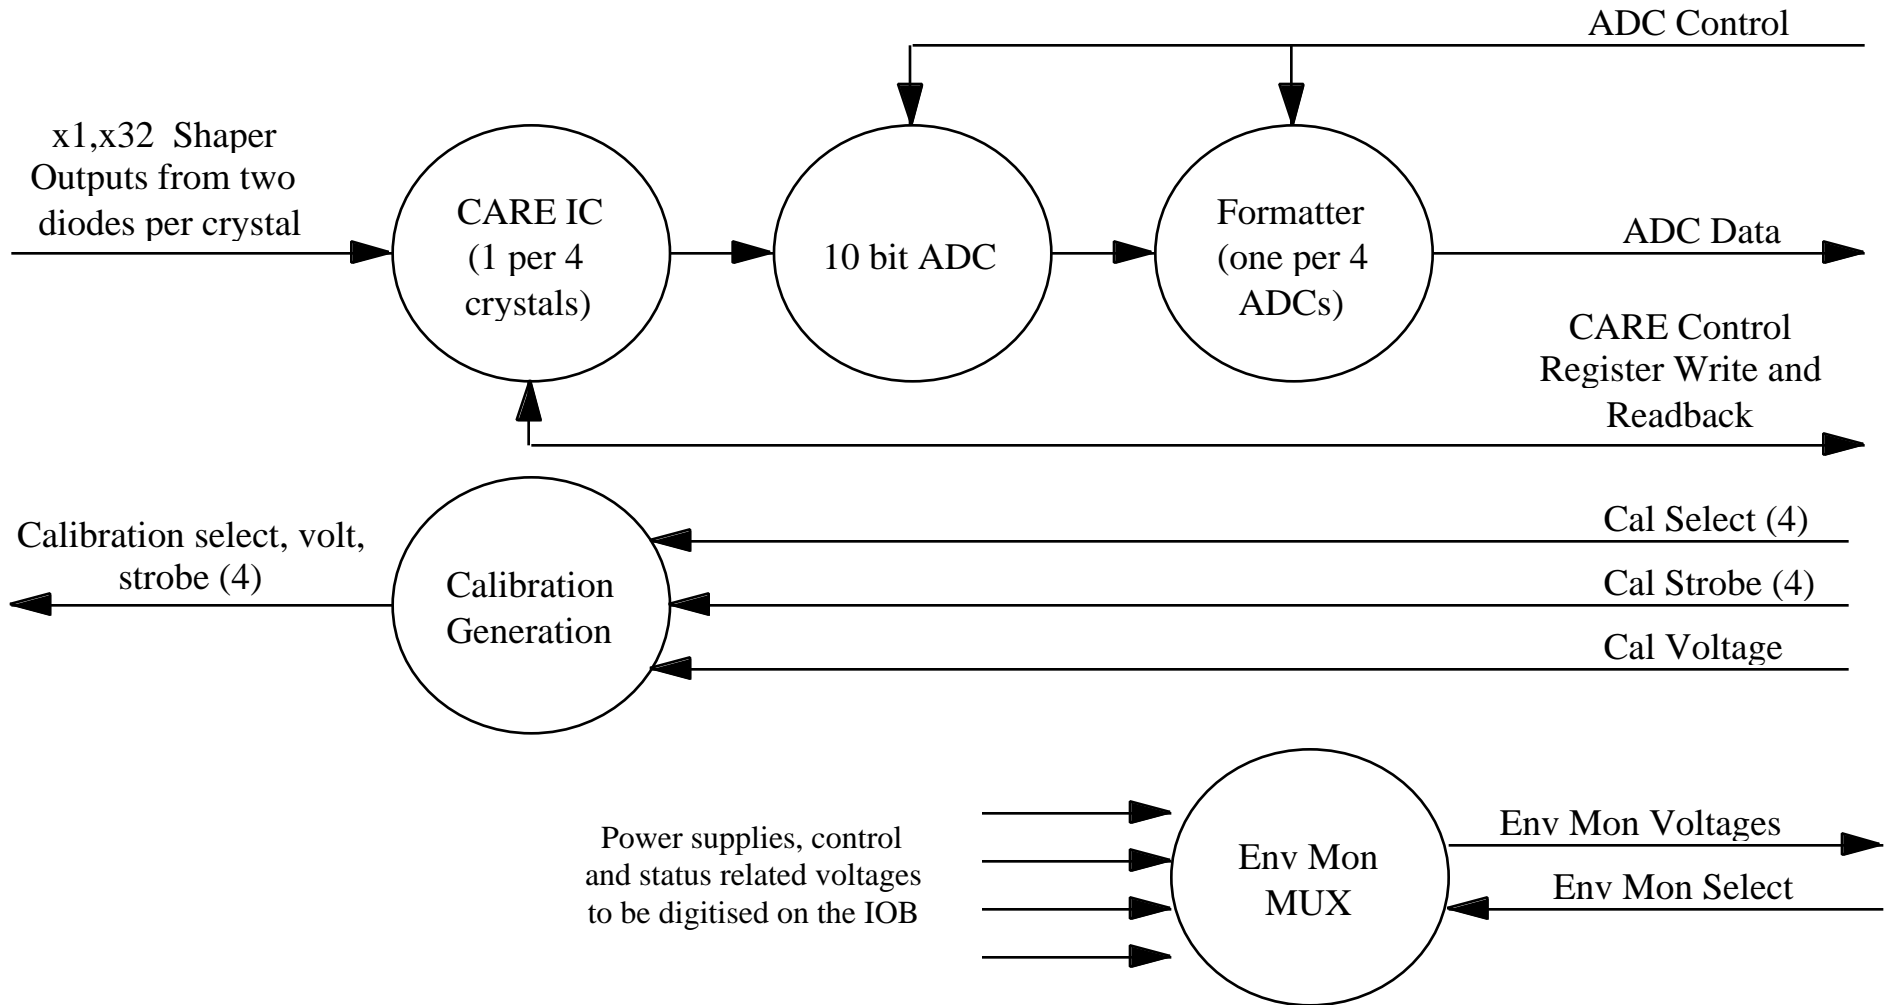 ADC Control
x1,x32 Shaper
Outputs from two
diodes per crystal
CARE IC
(1 per 4
crystals)
10 bit ADC
Formatter
(one per 4
ADCs)
ADC Data
CARE Control
Register Write and
Readback
Calibration select, volt,
strobe (4)
Calibration
Generation
Cal Select (4)
Cal Strobe (4)
Cal Voltage
Power supplies, control
and status related voltages
to be digitised on the IOB
Env Mon
MUX
Env Mon Voltages
Env Mon Select